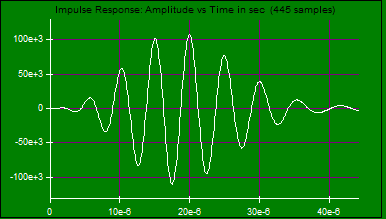 Impulse Response: Amplitude vs Time in sec (445 samples)
100e+3
50e+3
0
-50e+3
-100e+3
0 10e-6 20e-6 30e-6 40e-6